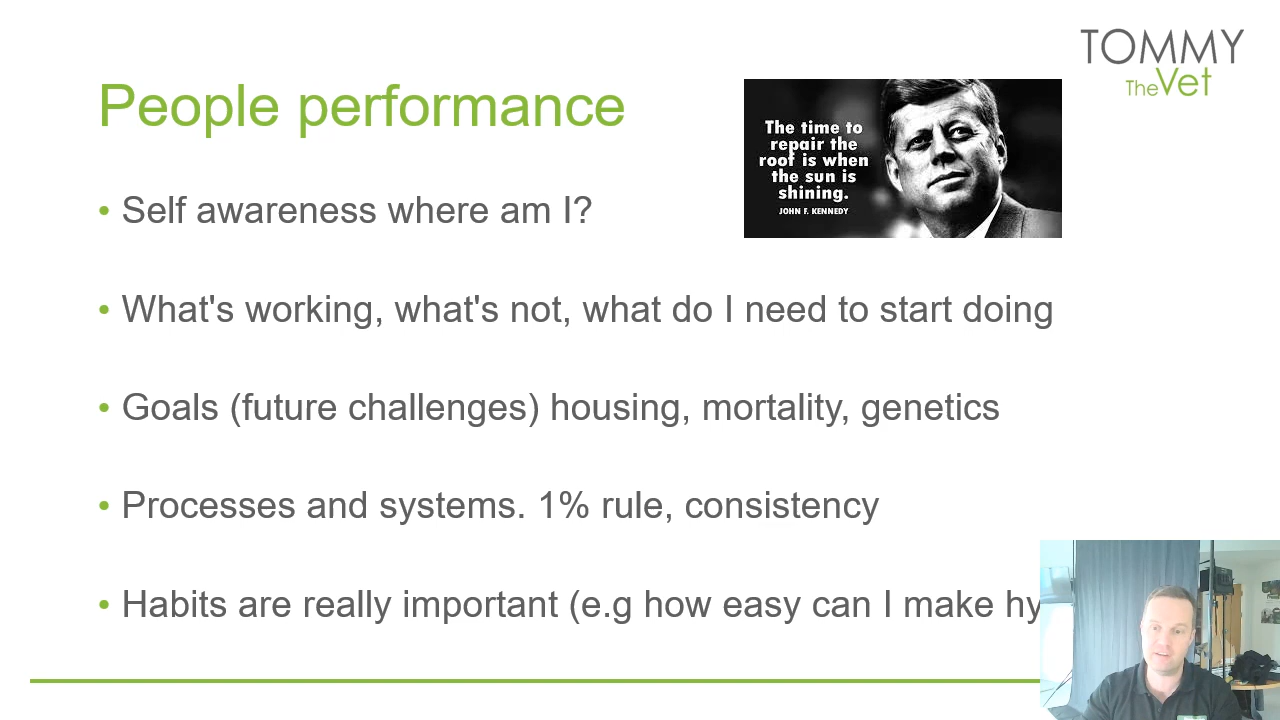 TOMMY
TheVet
People performance
The time to
repair the
roof is when
the sun is
shining.
JOHN F. KENNEDY
• Self awareness where am I?
• What's working, what's not, what do I need to start doing
• Goals (future challenges) housing, mortality, genetics
• Processes and systems. 1% rule, consistency
• Habits are really important (e.g how easy can I make hy